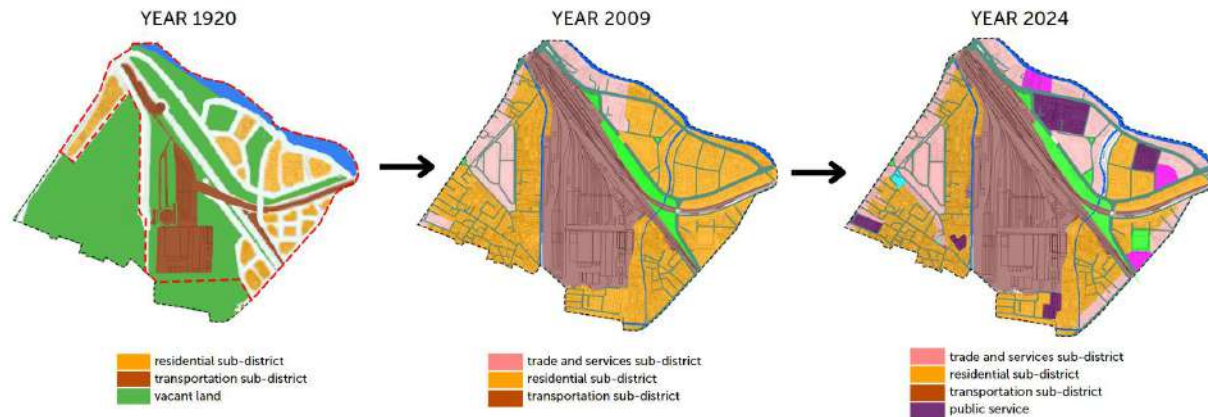 YEAR 1920
YEAR 2009
YEAR 2024
residential sub-district
transportation sub-district
vacant land
trade and services sub-district
residential sub-district
transportation sub-district
trade and services sub-district
residential sub-district
transportation sub-district
public service